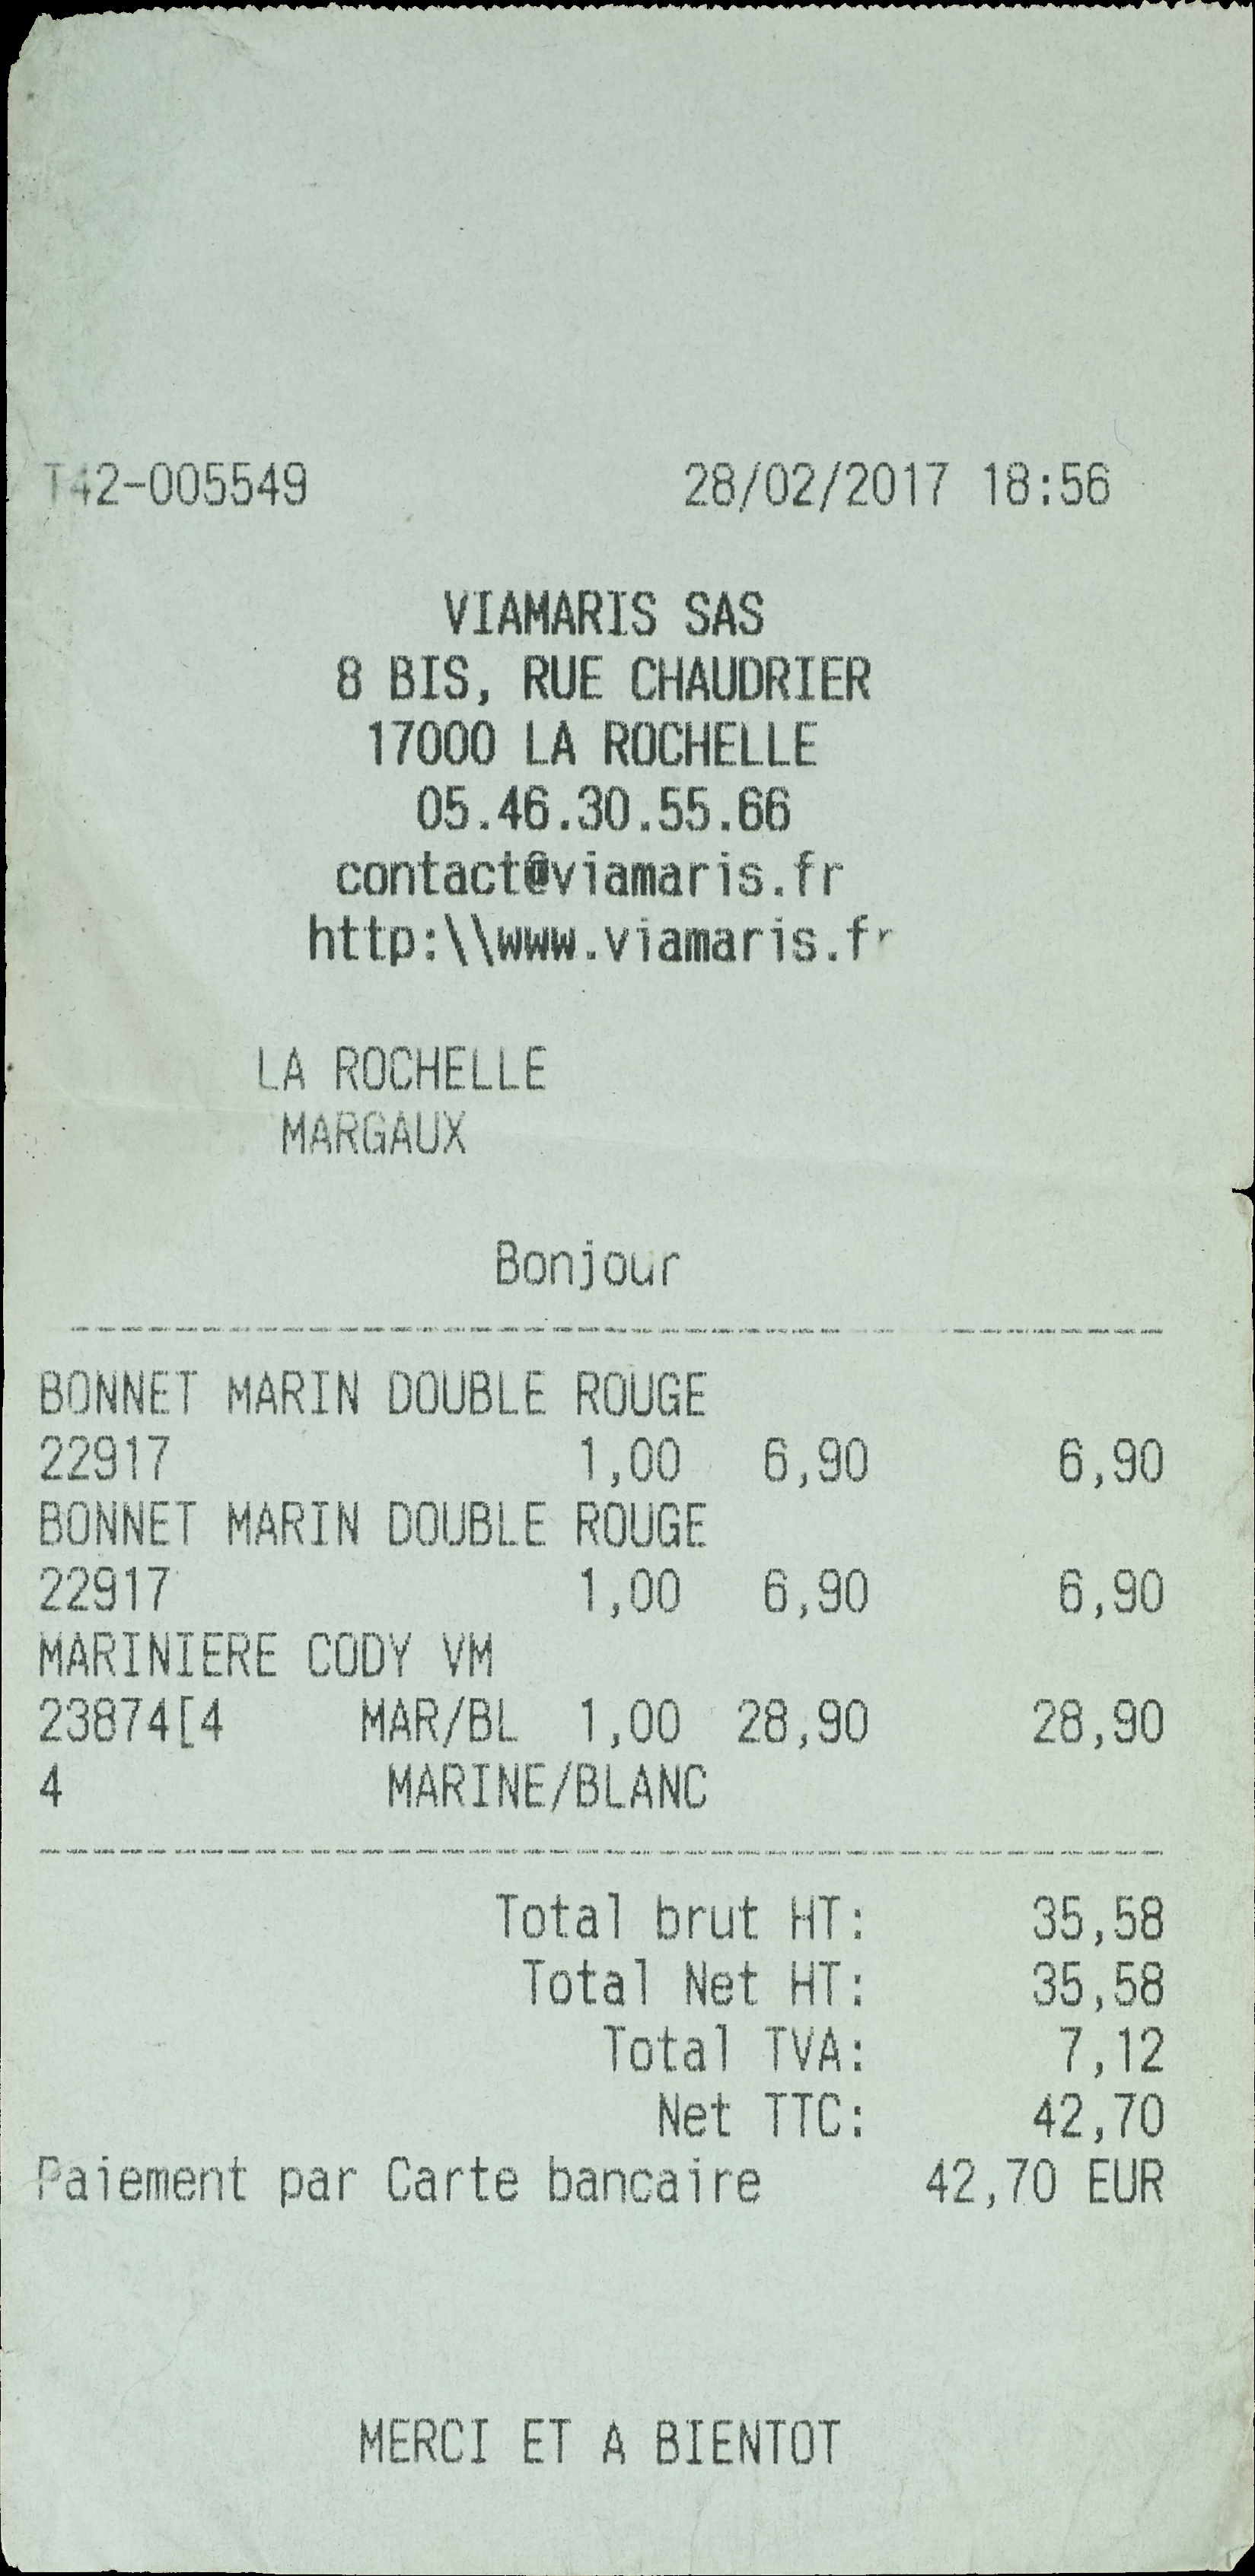 T42-005549 28/02/2017 18:56
VIAMARIS SAS
8 BIS, RUE CHAUDRIER
17000 LA ROCHELLE
05.46.30.55.66
contact@viamaris.fr
http:\\www.viamaris.fr
LA ROCHELLE
MARGAUX
Bonjour
BONNET MARIN DOUBLE ROUGE
22917 1,00 6,90 6,90
BONNET MARIN DOUBLE ROUGE
22917 1,00 6,90 6,90
MARINIERE CODY VM
23874[4 MAR/BL 1,00 28,90 28,90
4 MARINE/BLANC
Total brut HT: 35,58
Total Net HT: 35,58
Total TVA: 7,12
Net TTC: 42,70
Paiement par Carte bancaire 42,70 EUR
MERCI ET A BIENTOT